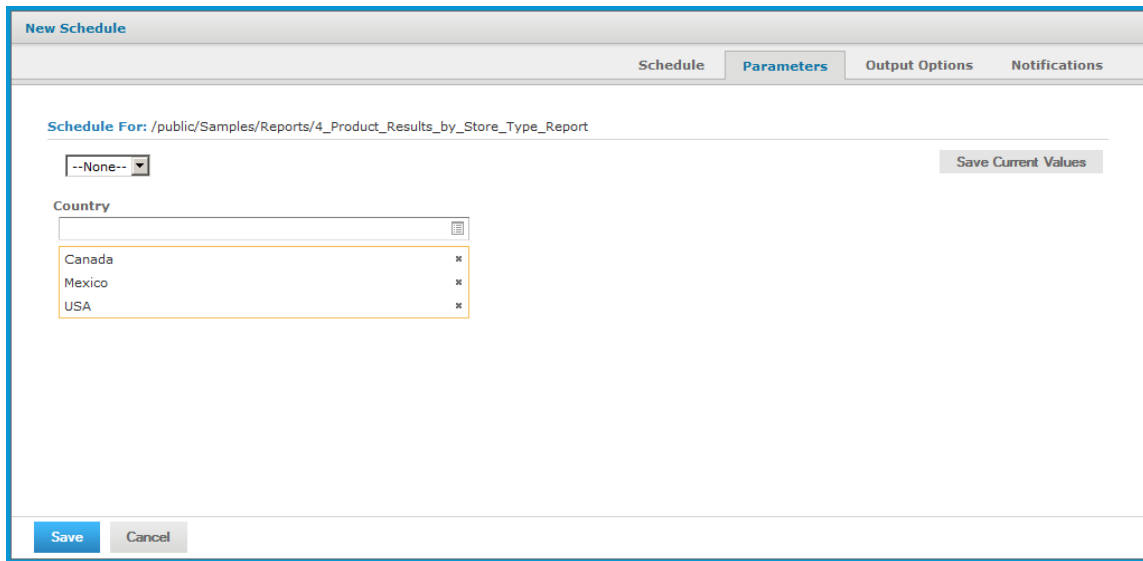 New Schedule
Schedule Parameters Output Options Notifications
Schedule For: /public/Samples/Reports/4_Product_Results_by_Store_Type_Report
--None-- Save Current Values
Country
Canada
Mexico
USA
Save Cancel